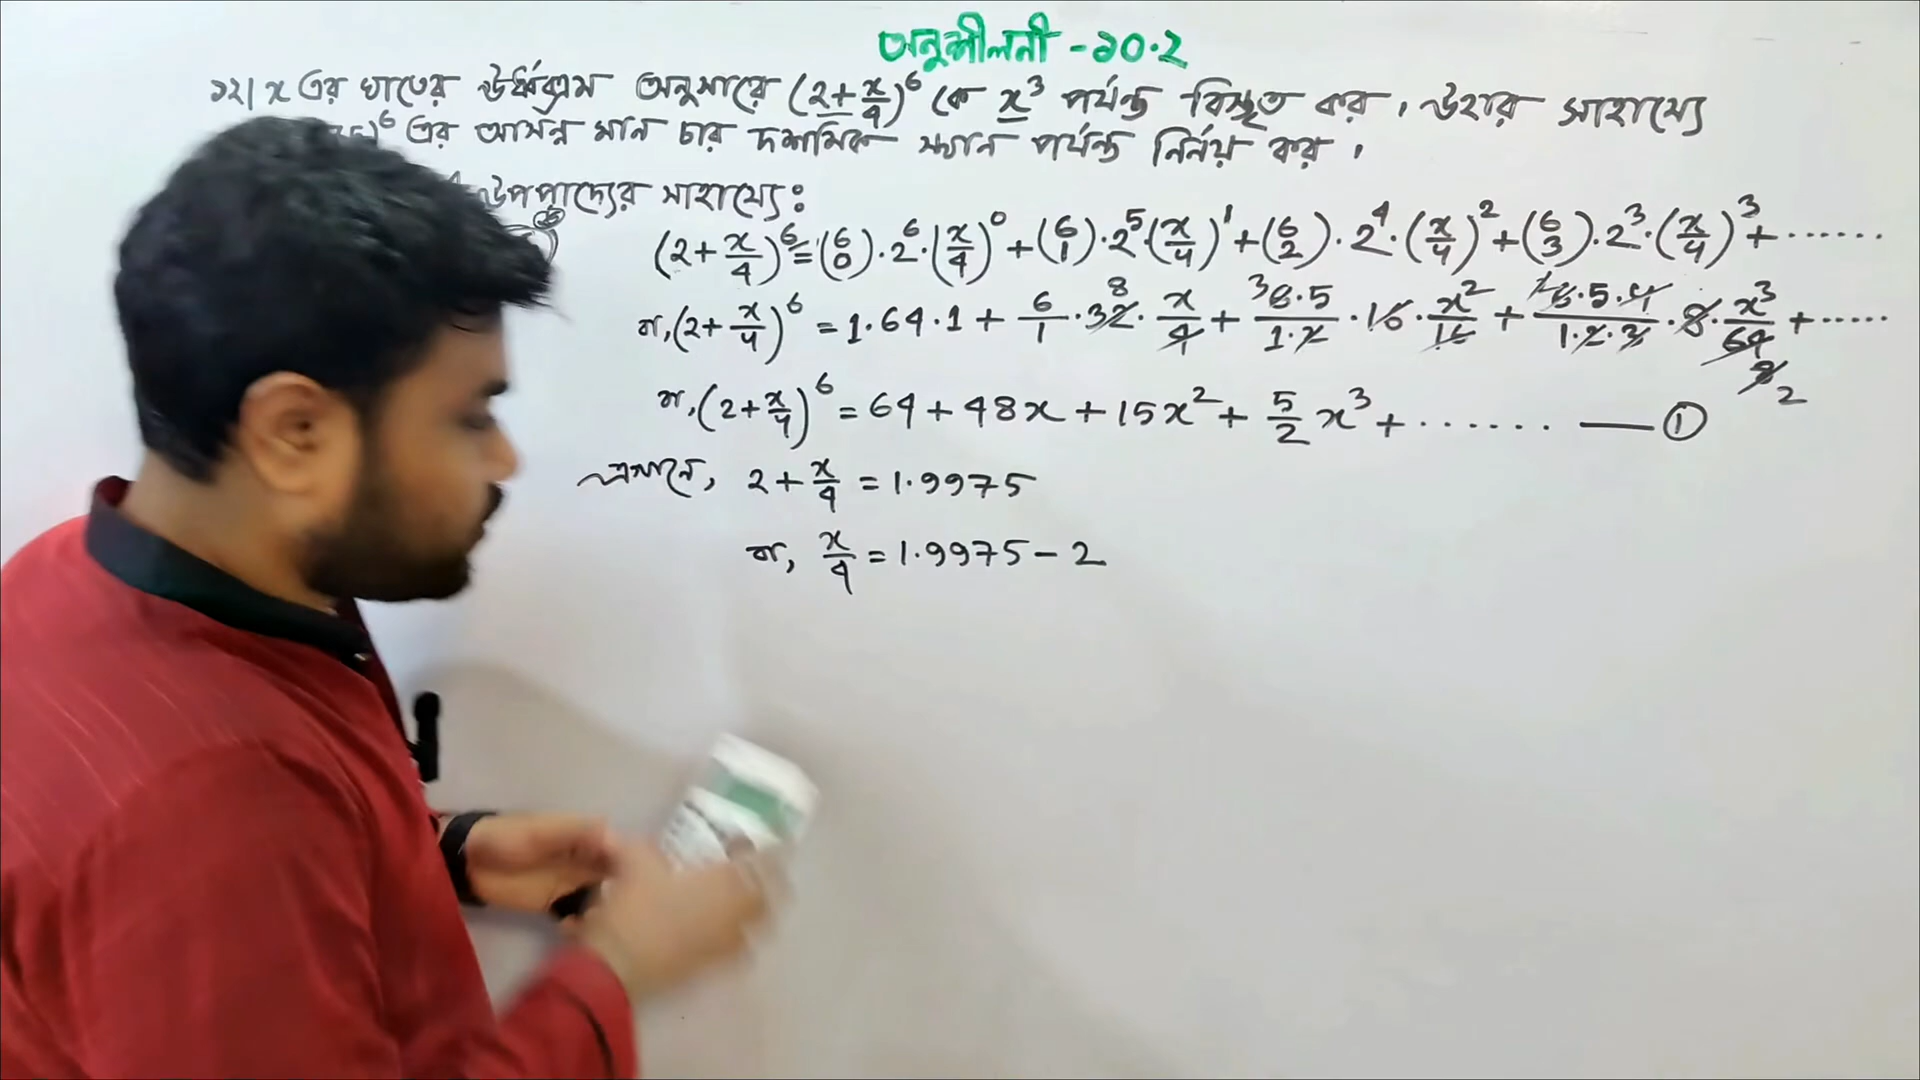 অনুশীলনী - ১০.২
১২। x এর ঘাতের ঊর্ধ্বক্রম অনুসারে (2+x/4)^6 কে x^3 পর্যন্ত বিস্তৃত কর। উহার সাহায্যে
)^6 এর আসন্ন মান চার দশমিক স্থান পর্যন্ত নির্নয় কর।
উপপাদ্যের সাহায্যে:
(2+x/4)^6 = (6 0)·2^6·(x/4)^0 + (6 1)·2^5·(x/4)^1 + (6 2)·2^4·(x/4)^2 + (6 3)·2^3·(x/4)^3 + ......
বা, (2+x/4)^6 = 1·64·1 + 6/1·32·x/4 + 6·5/1·2·16·x^2/16 + 6·5·4/1·2·3·8·x^3/64 + .....
বা, (2+x/4)^6 = 64 + 48x + 15x^2 + 5/2 x^3 + ....... — ①
এখানে, 2+x/4 = 1.9975
বা, x/4 = 1.9975 - 2